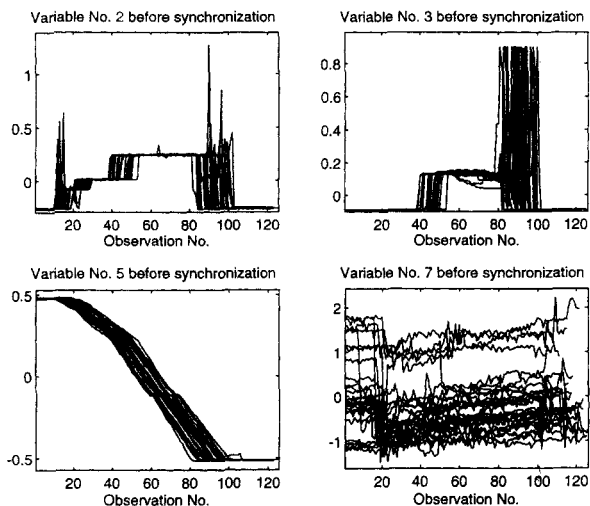 Variable No. 2 before synchronization
1
0.5
0
20 40 60 80 100 120
Observation No.
Variable No. 3 before synchronization
0.8
0.6
0.4
0.2
0
20 40 60 80 100 120
Observation No.
Variable No. 5 before synchronization
0.5
0
-0.5
20 40 60 80 100 120
Observation No.
Variable No. 7 before synchronization
2
1
0
-1
20 40 60 80 100 120
Observation No.